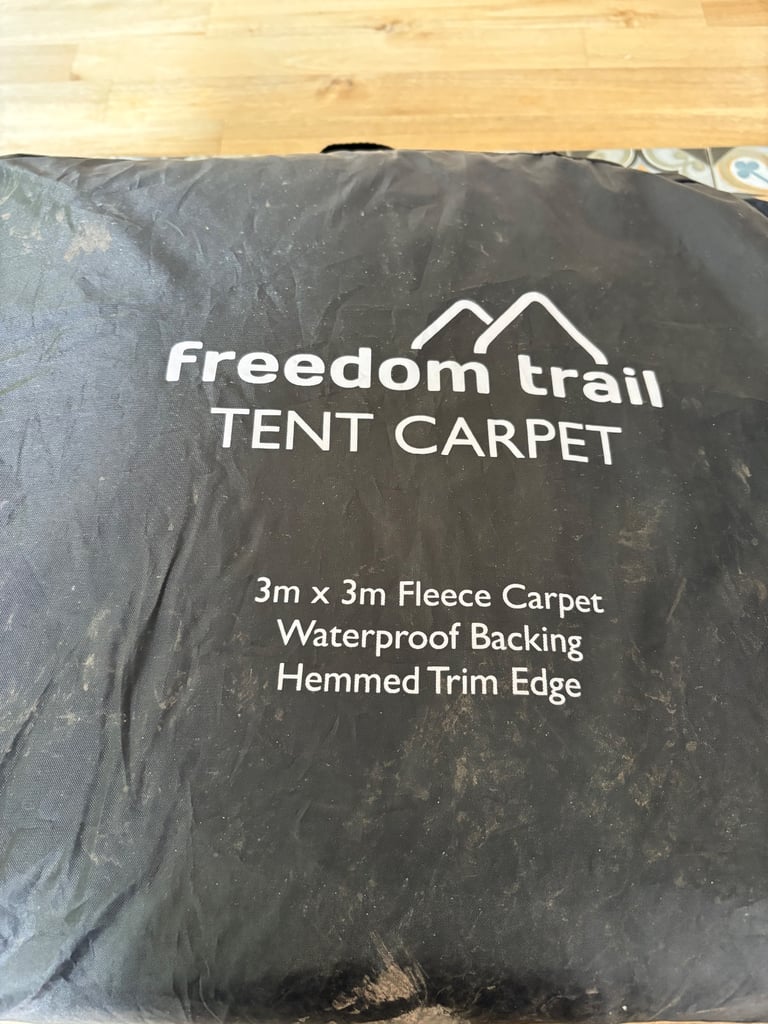 freedom trail
TENT CARPET
3m x 3m Fleece Carpet
Waterproof Backing
Hemmed Trim Edge